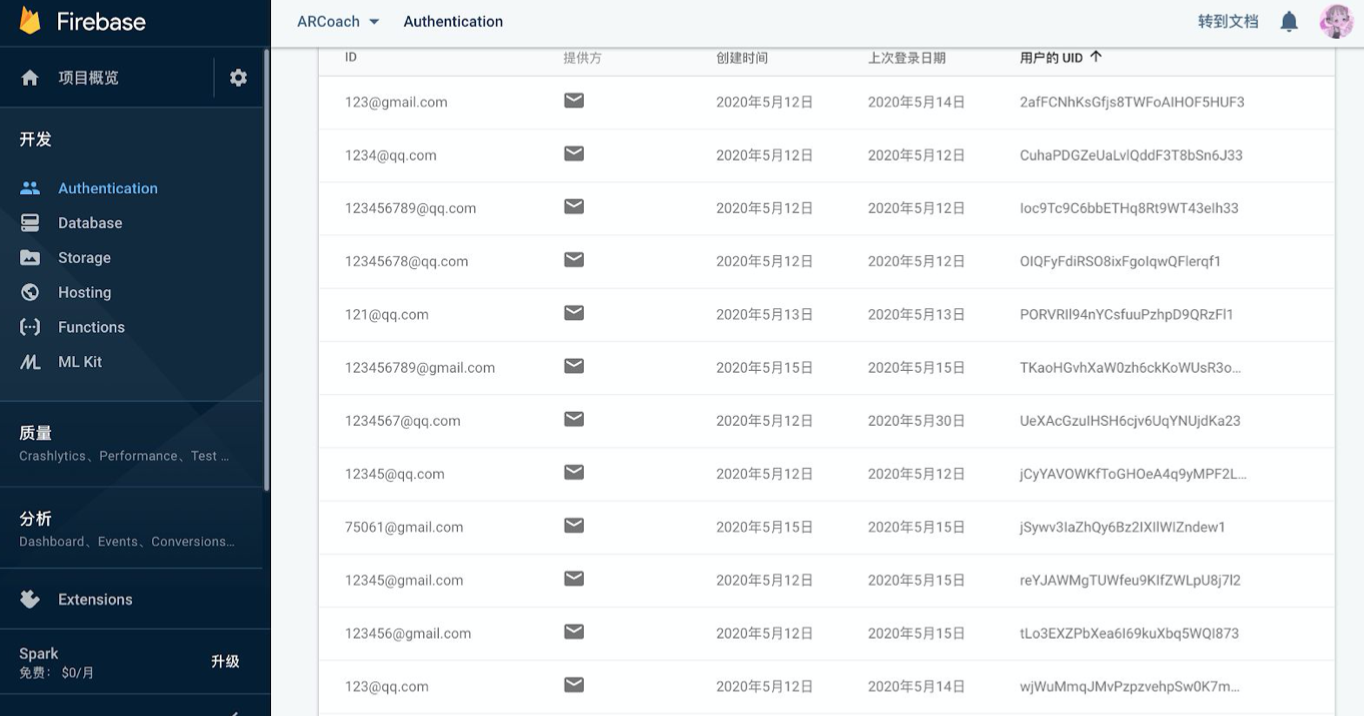 Firebase
ARCoach Authentication 转到文档
项目概览
开发
Authentication
Database
Storage
Hosting
Functions
ML Kit
质量
Crashlytics、Performance、Test ...
分析
Dashboard、Events、Conversions...
Extensions
Spark
免费： $0/月
升级
ID 提供方 创建时间 上次登录日期 用户的 UID ↑
123@gmail.com 2020年5月12日 2020年5月14日 2afFCNhKsGfjs8TWFoAlHOF5HUF3
1234@qq.com 2020年5月12日 2020年5月12日 CuhaPDGZeUaLvlQddF3T8bSn6J33
123456789@qq.com 2020年5月12日 2020年5月12日 Ioc9Tc9C6bbETHq8Rt9WT43eIh33
12345678@qq.com 2020年5月12日 2020年5月12日 OIQFyFdiRSO8ixFgoIqwQFlerqf1
121@qq.com 2020年5月13日 2020年5月13日 PORVRIl94nYCsfuuPzhpD9QRzFl1
123456789@gmail.com 2020年5月15日 2020年5月15日 TKaoHGvhXaW0zh6ckKoWUsR3o...
1234567@qq.com 2020年5月12日 2020年5月30日 UeXAcGzulHSH6cjv6UqYNUjdKa23
12345@qq.com 2020年5月12日 2020年5月12日 jCyYAVOWKfToGHOeA4q9yMPF2L...
75061@gmail.com 2020年5月15日 2020年5月15日 jSywv3IaZhQy6Bz2IXIlWIZndew1
12345@gmail.com 2020年5月12日 2020年5月15日 reYJAWMgTUWfeu9KIfZWLpU8j7l2
123456@gmail.com 2020年5月12日 2020年5月15日 tLo3EXZPbXea6I69kuXbq5WQI873
123@qq.com 2020年5月12日 2020年5月14日 wjWuMmqJMvPzpzvehpSw0K7m...